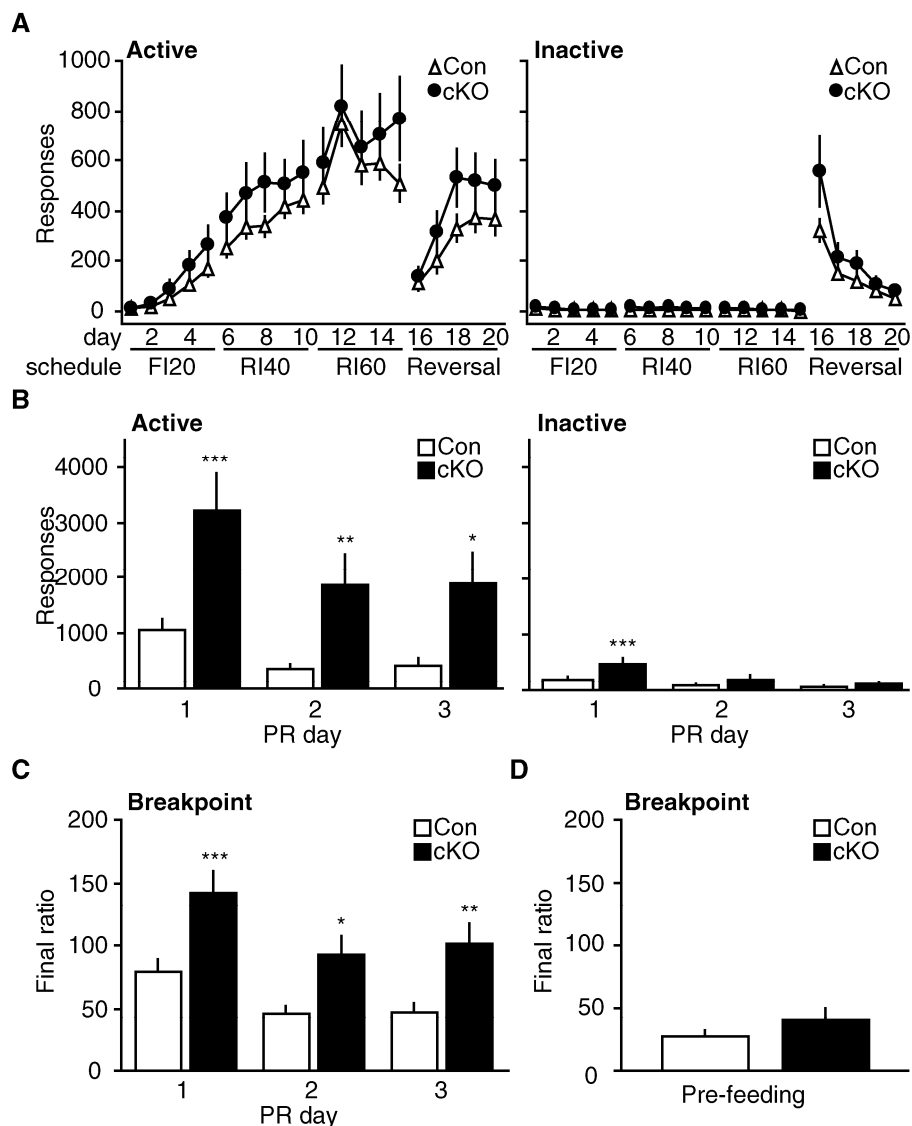 A
Active
Inactive
1000
800
600
400
200
0
Responses
Con
cKO
Con
cKO
day 2 4 6 8 10 12 14 16 18 20
2 4 6 8 10 12 14 16 18 20
schedule FI20 RI40 RI60 Reversal
FI20 RI40 RI60 Reversal
B
Active
Inactive
4000
3000
2000
1000
0
Responses
Con
cKO
Con
cKO
***
**
*
***
1 2 3
PR day
1 2 3
PR day
C
Breakpoint
200
150
100
50
0
Final ratio
Con
cKO
***
*
**
1 2 3
PR day
D
Breakpoint
200
150
100
50
0
Final ratio
Con
cKO
Pre-feeding